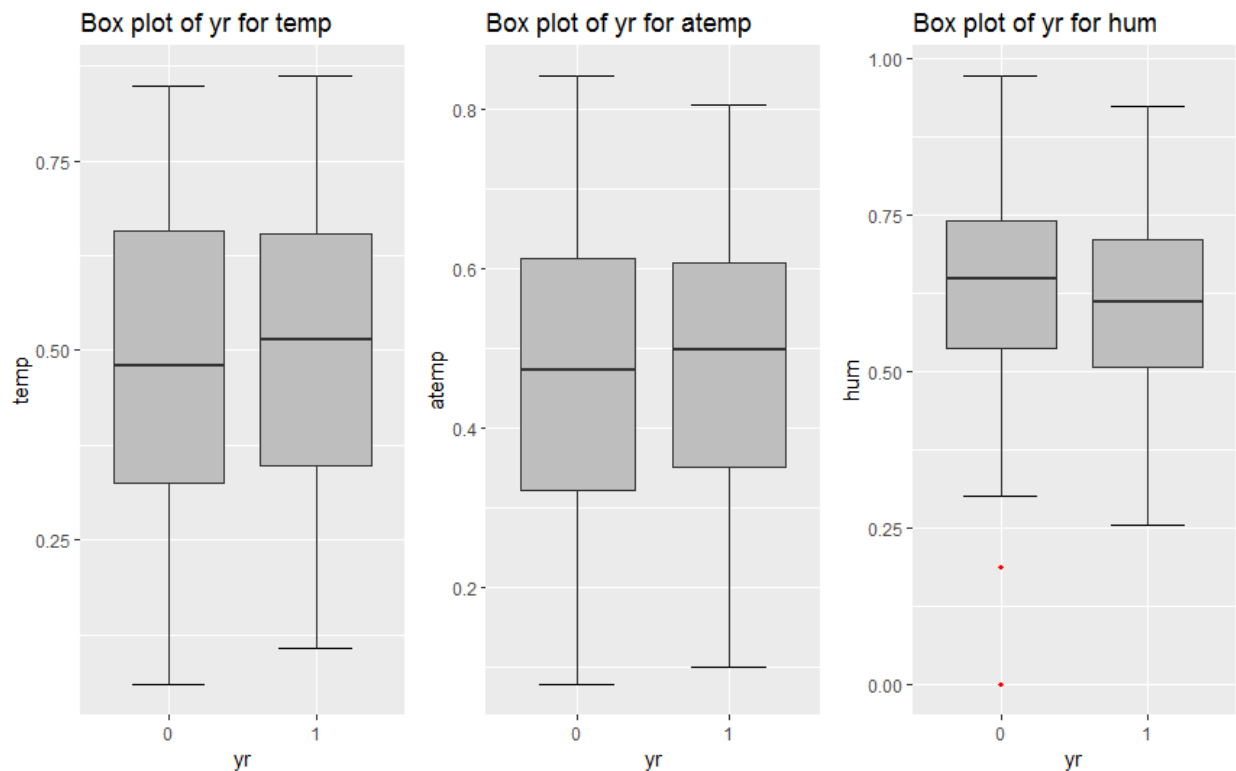 Box plot of yr for temp
temp
0.75
0.50
0.25
0 1
yr
Box plot of yr for atemp
atemp
0.8
0.6
0.4
0.2
0 1
yr
Box plot of yr for hum
hum
1.00
0.75
0.50
0.25
0.00
0 1
yr